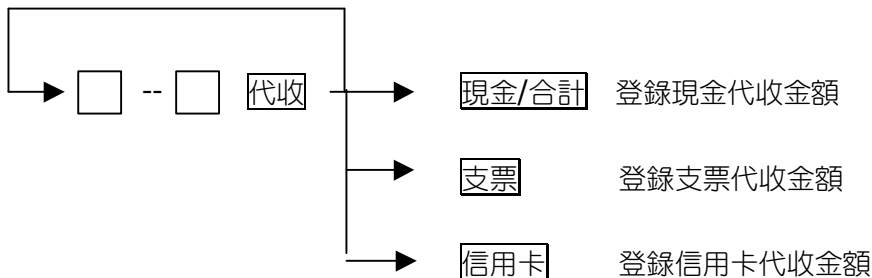 -- 代收 現金/合計 登錄現金代收金額
支票 登錄支票代收金額
信用卡 登錄信用卡代收金額